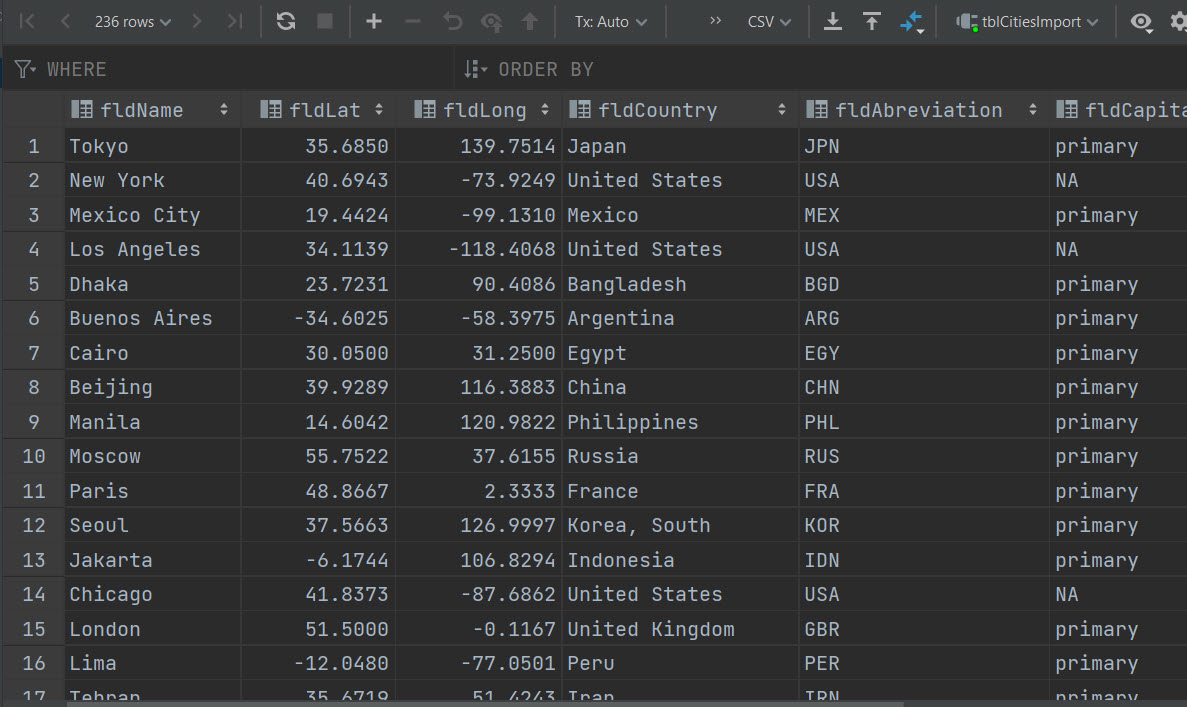 236 rows Tx: Auto >> CSV tblCitiesImport
WHERE ORDER BY
fldName fldLat fldLong fldCountry fldAbreviation fldCapita
1 Tokyo 35.6850 139.7514 Japan JPN primary
2 New York 40.6943 -73.9249 United States USA NA
3 Mexico City 19.4424 -99.1310 Mexico MEX primary
4 Los Angeles 34.1139 -118.4068 United States USA NA
5 Dhaka 23.7231 90.4086 Bangladesh BGD primary
6 Buenos Aires -34.6025 -58.3975 Argentina ARG primary
7 Cairo 30.0500 31.2500 Egypt EGY primary
8 Beijing 39.9289 116.3883 China CHN primary
9 Manila 14.6042 120.9822 Philippines PHL primary
10 Moscow 55.7522 37.6155 Russia RUS primary
11 Paris 48.8667 2.3333 France FRA primary
12 Seoul 37.5663 126.9997 Korea, South KOR primary
13 Jakarta -6.1744 106.8294 Indonesia IDN primary
14 Chicago 41.8373 -87.6862 United States USA NA
15 London 51.5000 -0.1167 United Kingdom GBR primary
16 Lima -12.0480 -77.0501 Peru PER primary
17 Tehran 35.6719 51.4243 Iran IRN primary